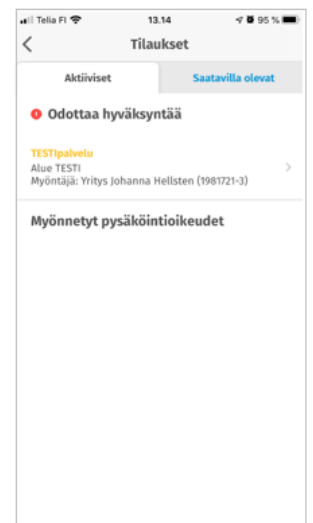 Telia FI 13.14 95 %
Tilaukset
Aktiiviset Saatavilla olevat
Odottaa hyväksyntää
TESTIpalvelu
Alue TESTI
Myöntäjä: Yritys Johanna Hellsten (1981721-3)
Myönnetyt pysäköintioikeudet